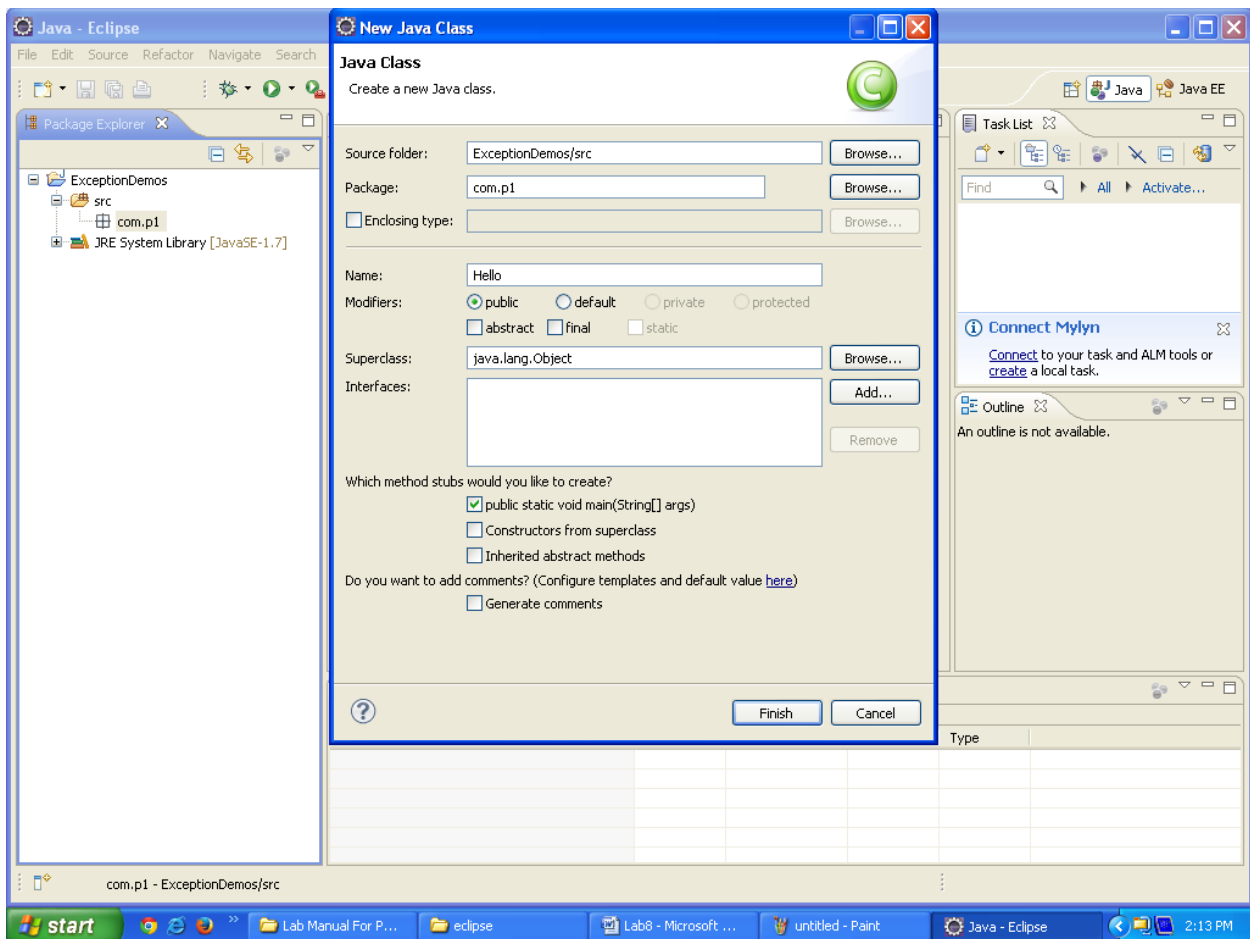 Java - Eclipse
File Edit Source Refactor Navigate Search
Java Java EE
Package Explorer
ExceptionDemos
src
com.p1
JRE System Library [JavaSE-1.7]
New Java Class
Java Class
Create a new Java class.
Source folder: ExceptionDemos/src Browse...
Package: com.p1 Browse...
Enclosing type: Browse...
Name: Hello
Modifiers: public default private protected
abstract final static
Superclass: java.lang.Object Browse...
Interfaces: Add...
Remove
Which method stubs would you like to create?
public static void main(String[] args)
Constructors from superclass
Inherited abstract methods
Do you want to add comments? (Configure templates and default value here)
Generate comments
Finish Cancel
Task List
Find All Activate...
Connect Mylyn
Connect to your task and ALM tools or
create a local task.
Outline
An outline is not available.
Type
com.p1 - ExceptionDemos/src
start Lab Manual For P... eclipse Lab8 - Microsoft ... untitled - Paint Java - Eclipse 2:13 PM